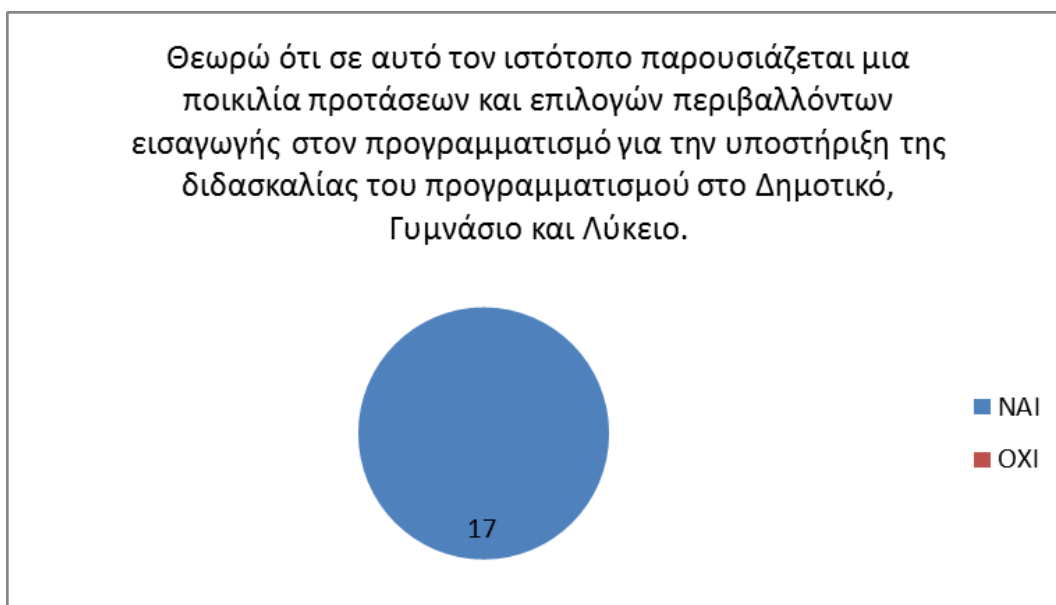 Θεωρώ ότι σε αυτό τον ιστότοπο παρουσιάζεται μια
ποικιλία προτάσεων και επιλογών περιβαλλόντων
εισαγωγής στον προγραμματισμό για την υποστήριξη της
διδασκαλίας του προγραμματισμού στο Δημοτικό,
Γυμνάσιο και Λύκειο.
ΝΑΙ
ΟΧΙ
17